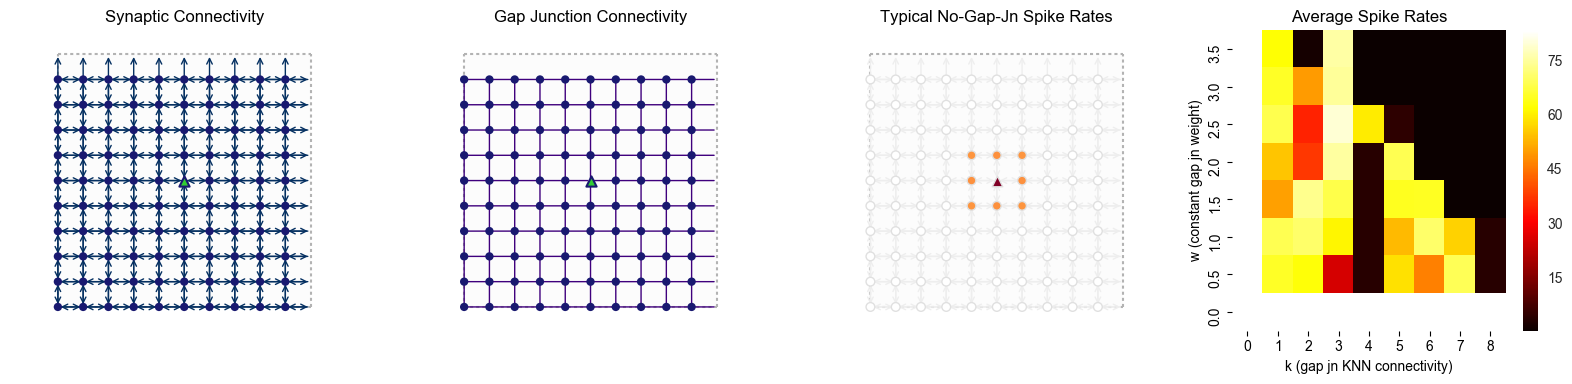 Synaptic Connectivity
Gap Junction Connectivity
Typical No-Gap-Jn Spike Rates
Average Spike Rates
w (constant gap jn weight)
3.5
3.0
2.5
2.0
1.5
1.0
0.5
0.0
0 1 2 3 4 5 6 7 8
k (gap jn KNN connectivity)
75
60
45
30
15